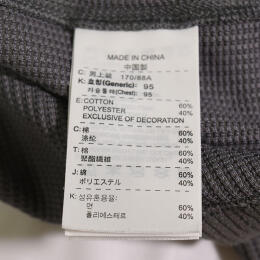 MADE IN CHINA
中国製
C: 男上装 170/88A
K: 호칭(Generic): 95
가슴둘레(Chest): 95
E: COTTON 60%
POLYESTER 40%
EXCLUSIVE OF DECORATION
C: 棉 60%
涤纶 40%
T: 棉 60%
聚酯纖維 40%
J: 綿 60%
ポリエステル 40%
K: 섬유혼용율:
면 60%
폴리에스터르 40%